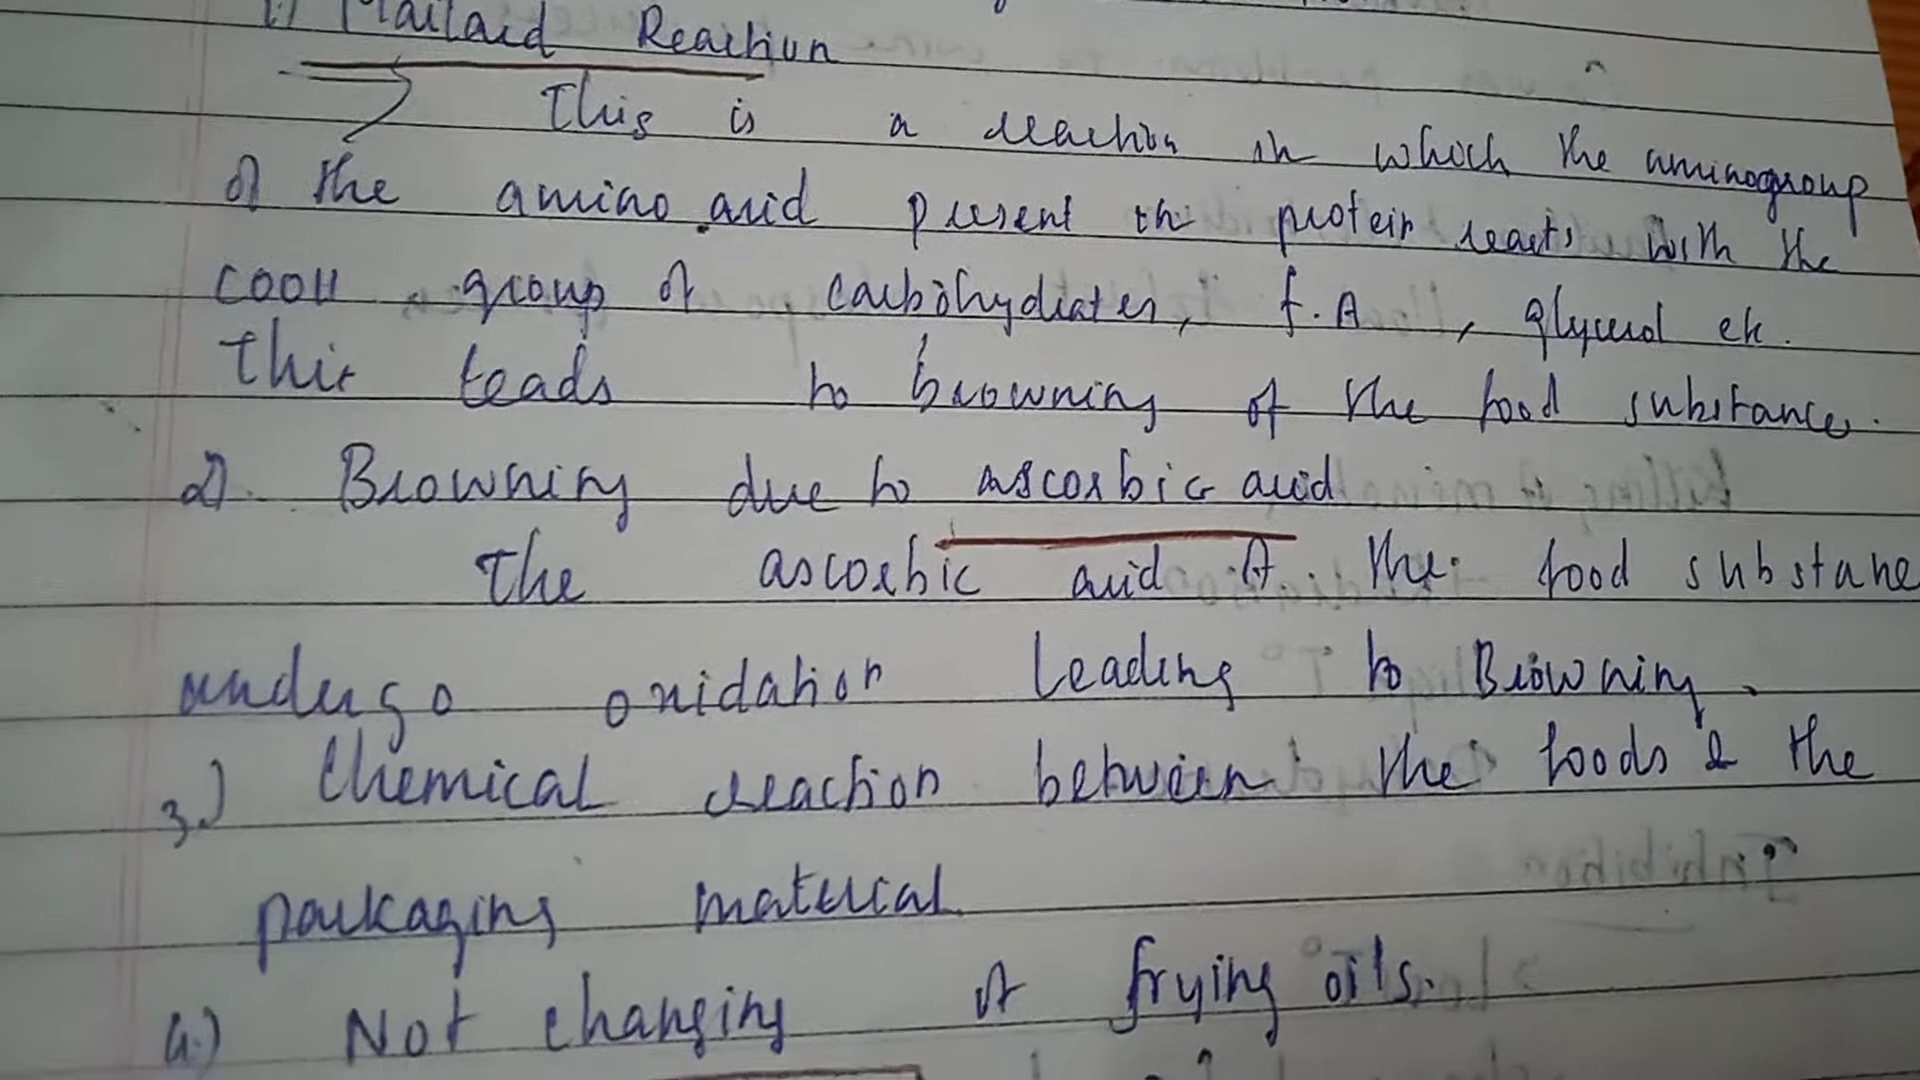 1.) Mailaid Reaction
This is a reaction in which the aminogroup
of the amino acid present in protein reacts with the
COOH group of carbohydrates, f.A, glycerol etc.
this leads to browning of the food substance.
2). Browning due to ascorbic acid
The ascorbic acid of the food substance
undergo oxidation leading to Browning.
3.) Chemical reaction between the foods & the
packaging material.
4.) Not changing of frying oils.